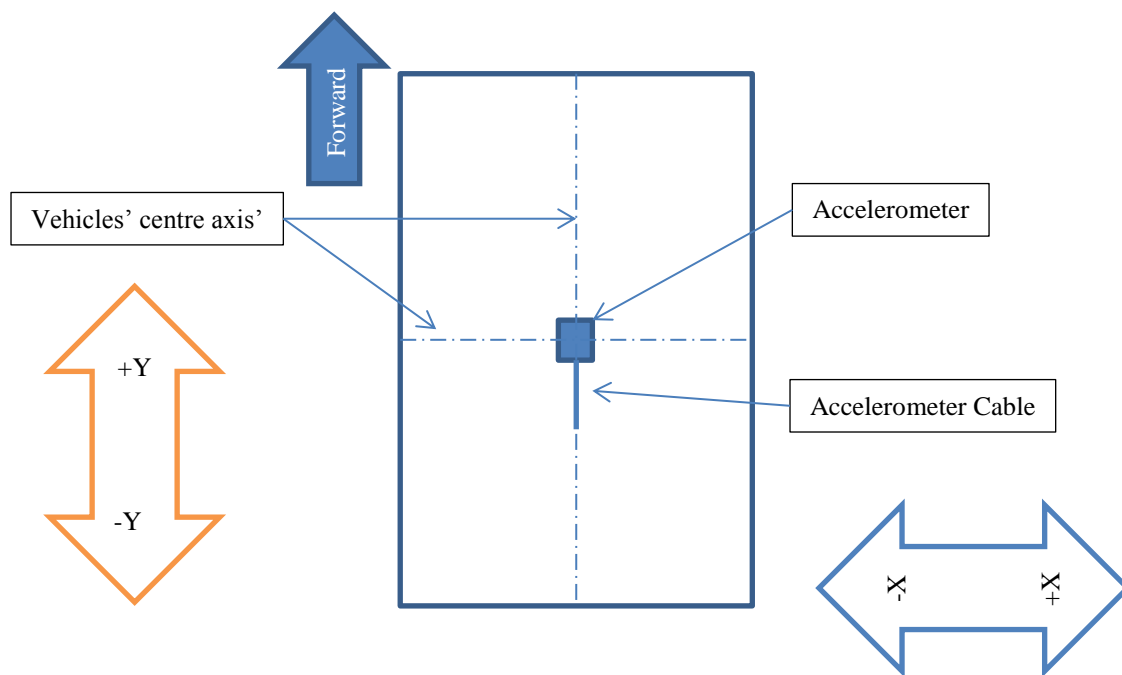 Forward
Vehicles’ centre axis’
Accelerometer
+Y
Accelerometer Cable
-Y
-X
+X